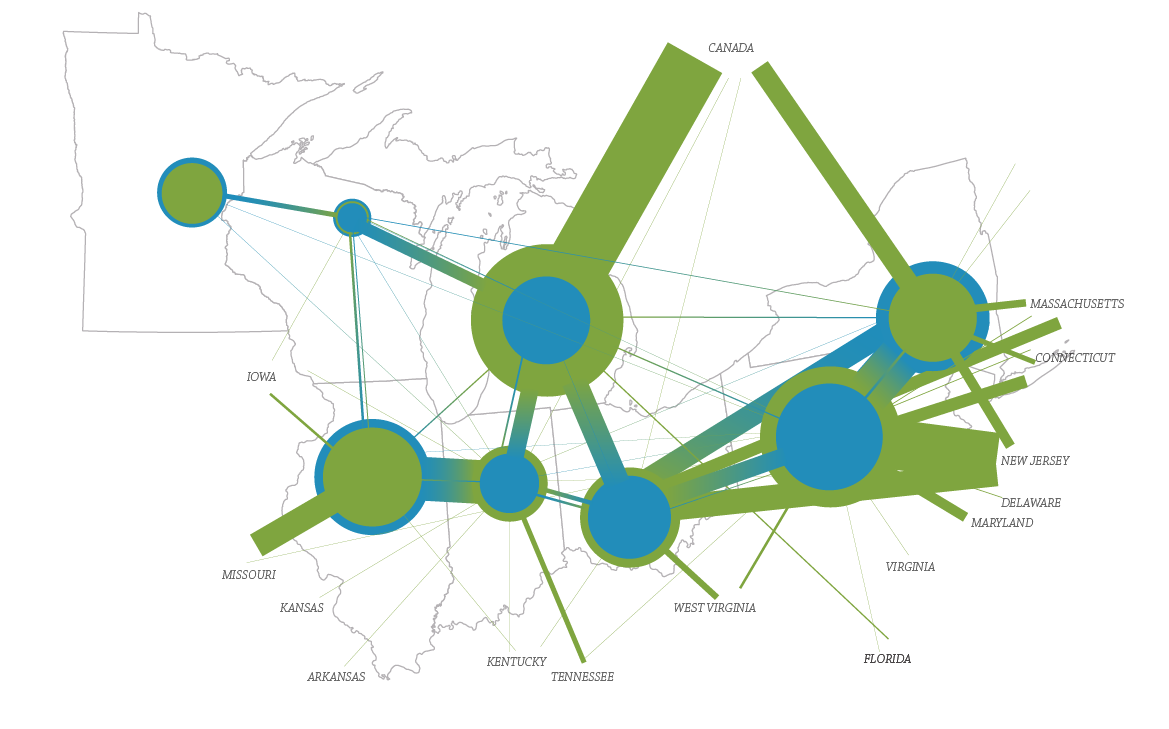 CANADA
MASSACHUSETTS
CONNECTICUT
IOWA
NEW JERSEY
DELAWARE
MARYLAND
VIRGINIA
MISSOURI
KANSAS
WEST VIRGINIA
KENTUCKY
FLORIDA
ARKANSAS
TENNESSEE